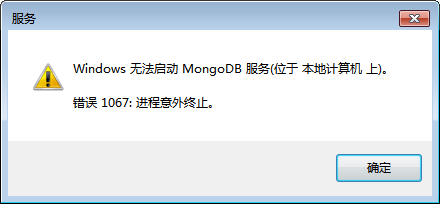 服务
Windows 无法启动 MongoDB 服务(位于 本地计算机 上)。
错误 1067: 进程意外终止。
确定